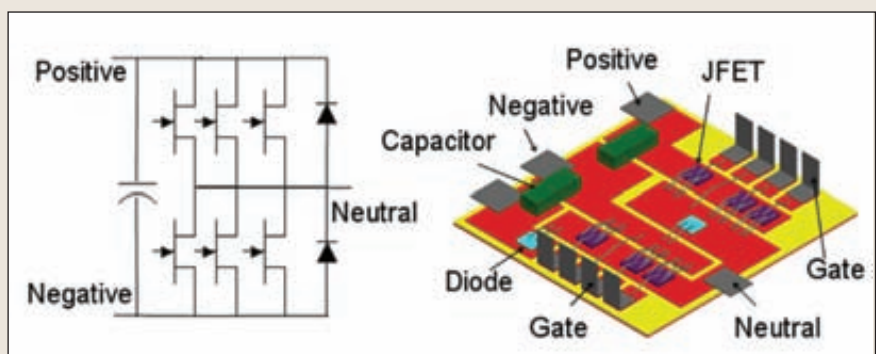 Positive
Neutral
Negative
Positive
JFET
Negative
Capacitor
Diode
Gate
Gate
Neutral